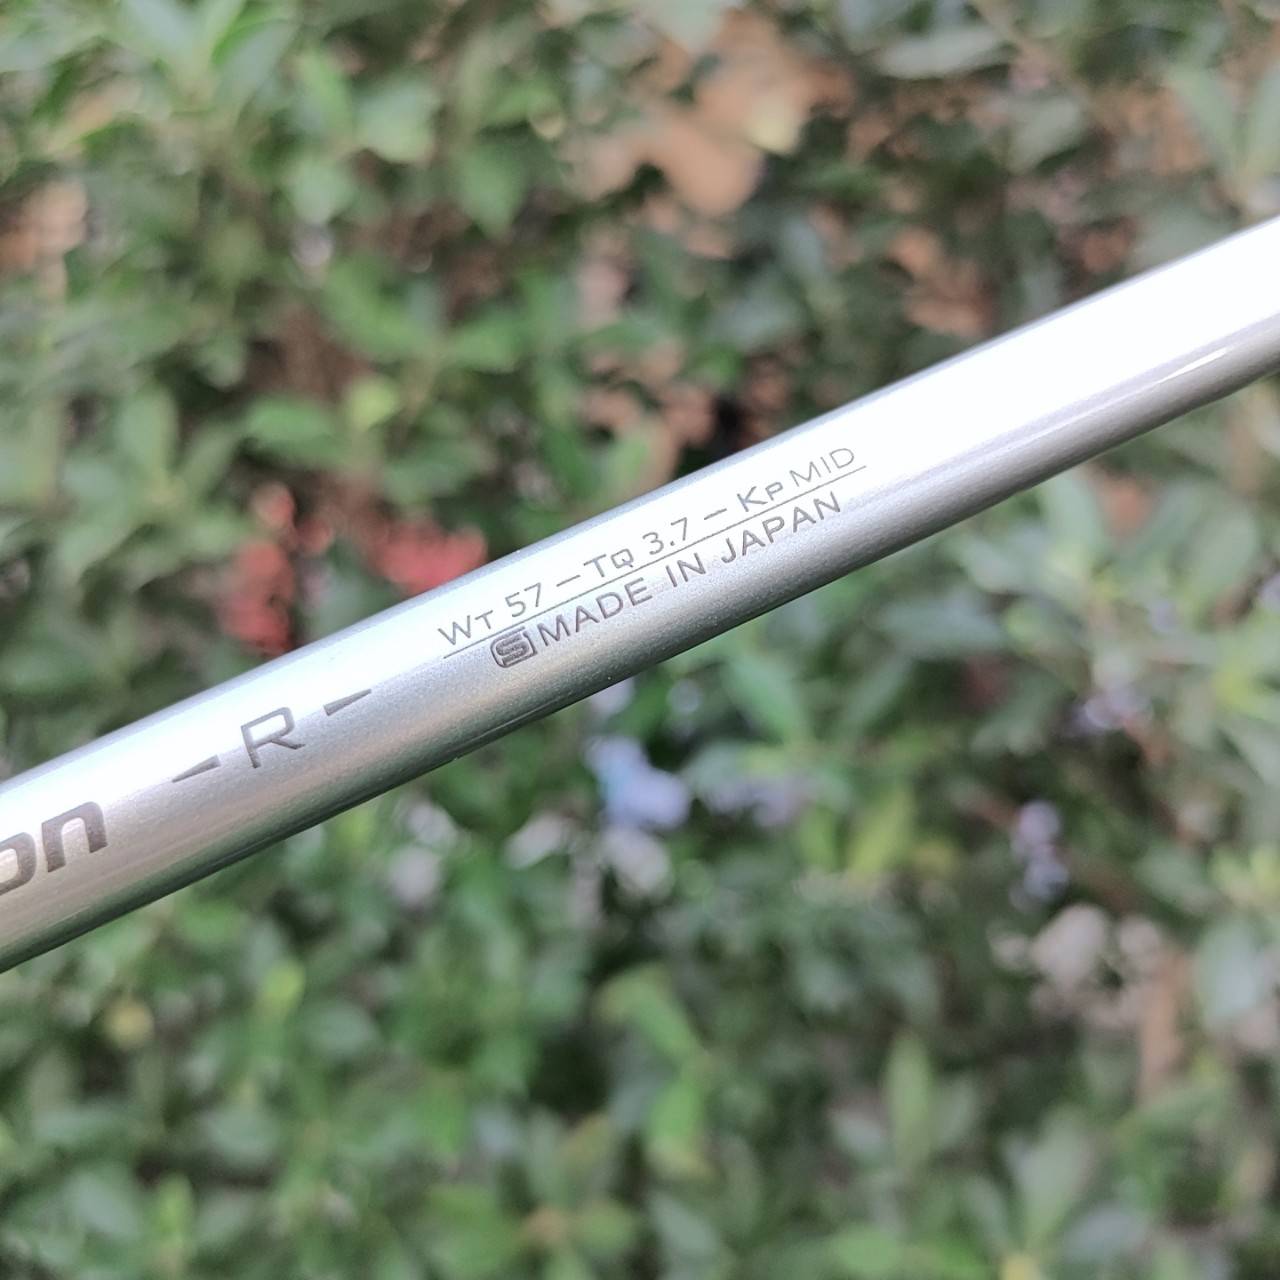 on
R
WT 57 – TQ 3.7 – KP MID
S MADE IN JAPAN